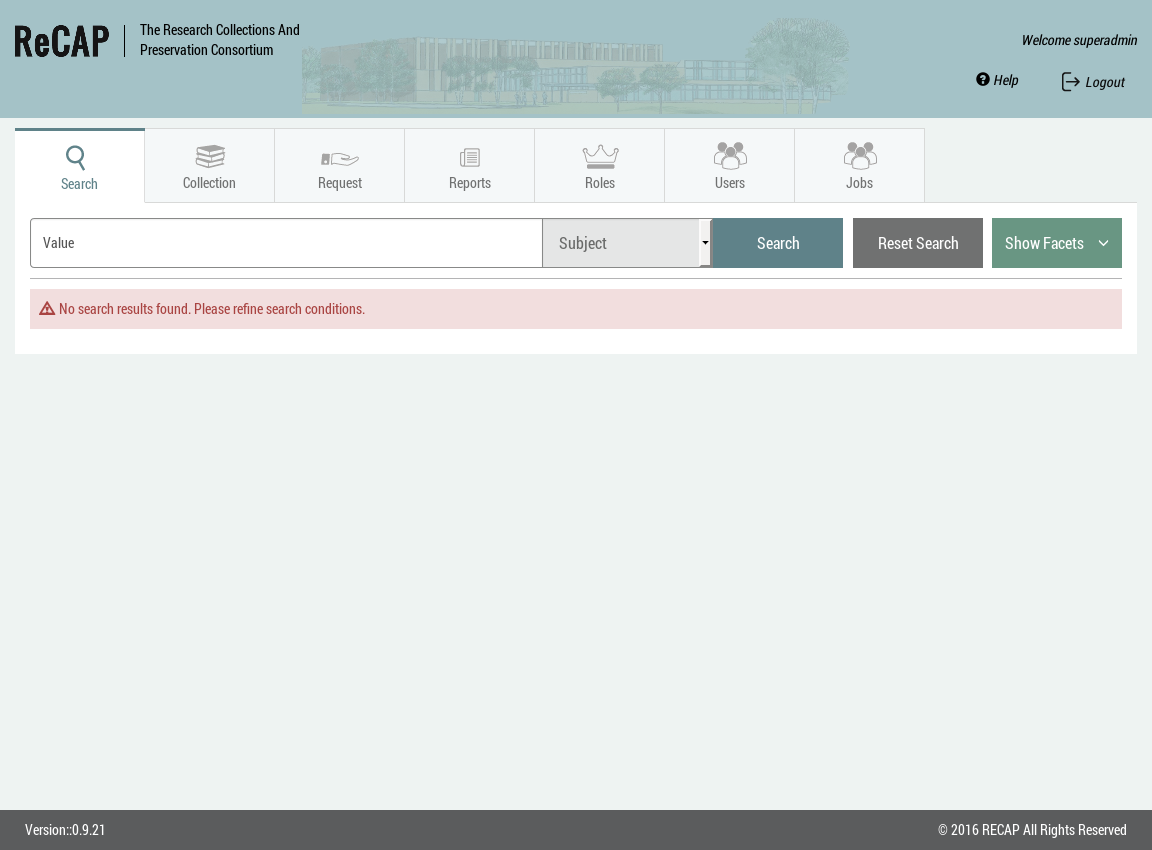 ReCAP
The Research Collections And
Preservation Consortium
Welcome superadmin
Help
Logout
Search
Collection
Request
Reports
Roles
Users
Jobs
Value
Subject
Search
Reset Search
Show Facets
No search results found. Please refine search conditions.
Version::0.9.21
© 2016 RECAP All Rights Reserved